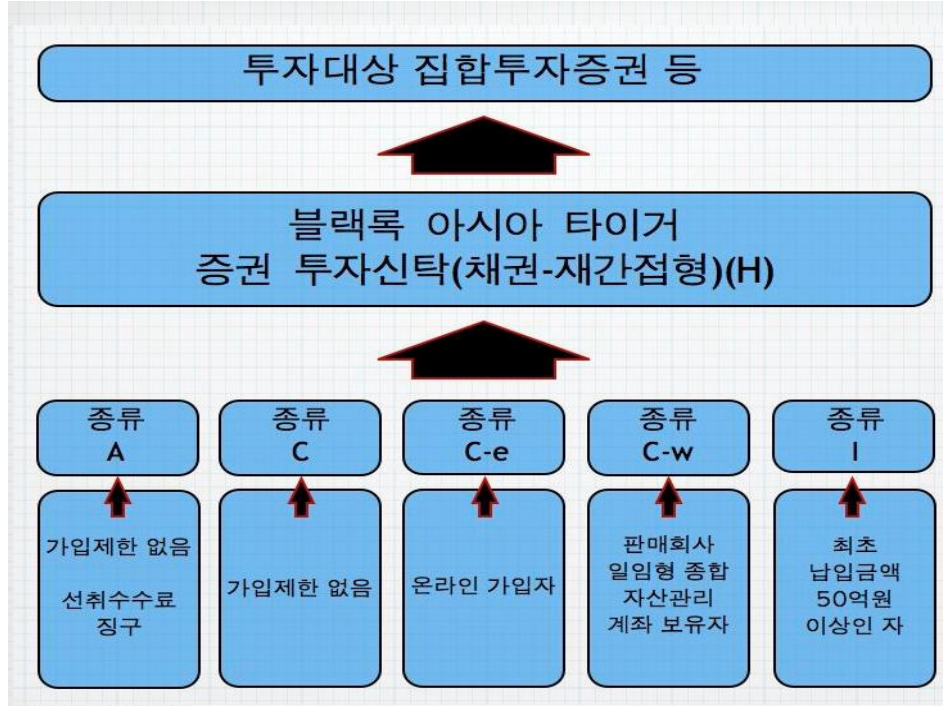 투자대상 집합투자증권 등
블랙록 아시아 타이거
증권 투자신탁(채권-재간접형)(H)
종류
A
종류
C
종류
C-e
종류
C-w
종류
I
가입제한 없음
선취수수료
징구
가입제한 없음
온라인 가입자
판매회사
일임형 종합
자산관리
계좌 보유자
최초
납입금액
50억원
이상인 자